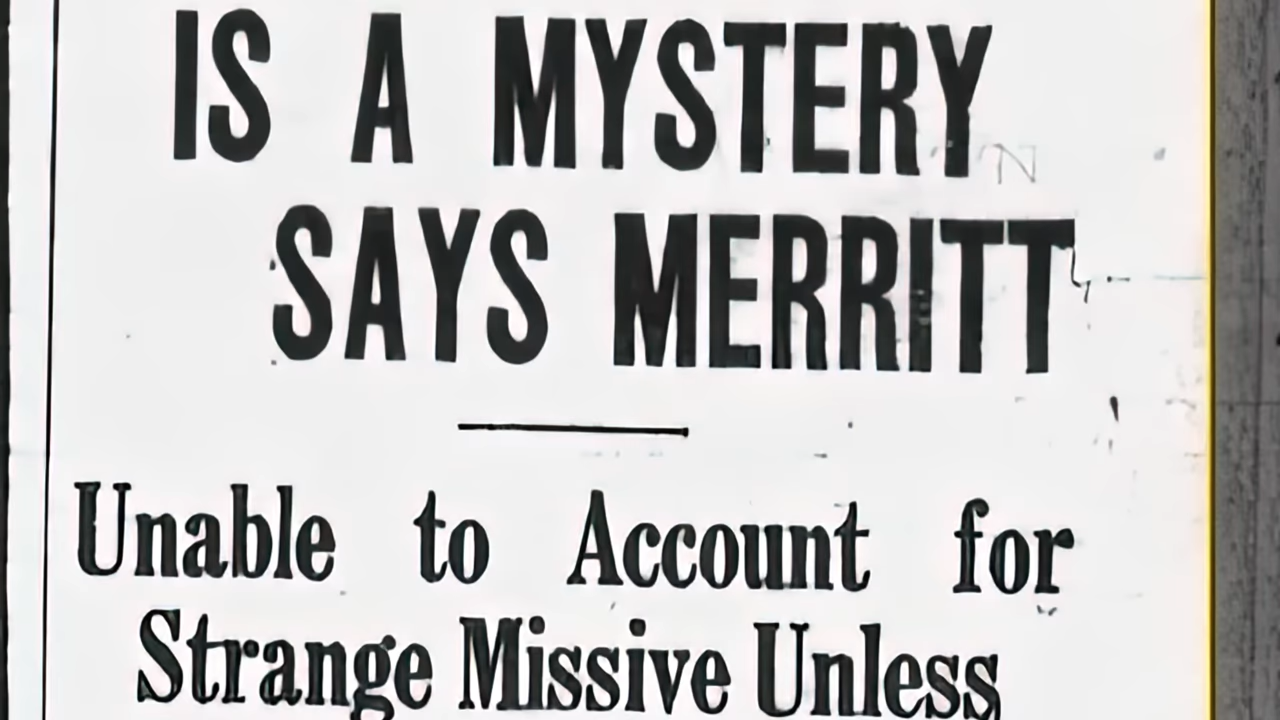 IS A MYSTERY
SAYS MERRITT
Unable to Account for
Strange Missive Unless